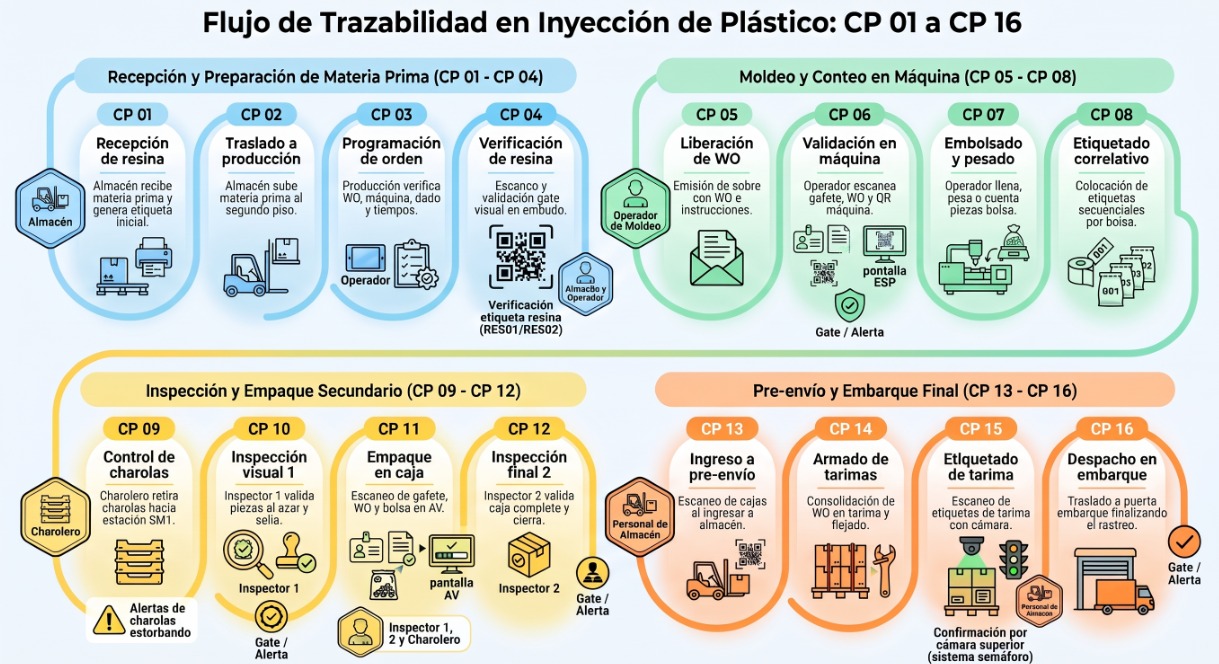 Flujo de Trazabilidad en Inyección de Plástico: CP 01 a CP 16
Recepción y Preparación de Materia Prima (CP 01 - CP 04)
CP 01
Recepción
de resina
Almacén recibe
materia prima y
genera etiqueta
inicial.
Almacén
CP 02
Traslado a
producción
Almacén sube
materia prima al
segundo piso.
CP 03
Programación
de orden
Producción verifica
WO, máquina, dado
y tiempos.
Operador
CP 04
Verificación
de resina
Escanco y
validación gate
visual en embudo.
Verificación
etiqueta resina
(RES01/RES02)
Almacßo y
Operador
Moldeo y Conteo en Máquina (CP 05 - CP 08)
CP 05
Liberación
de WO
Emisión de sobre
con WO e
instrucciones.
Operador
de Moldeo
CP 06
Validación en
máquina
Operador escanea
gafete, WO y QR
máquina.
pontalla
ESP
Gate / Alerta
CP 07
Embolsado
y pesado
Operador llena,
pesa o cuenta
piezas bolsa.
CP 08
Etiquetado
correlativo
Colocación de
etiquetas
secuenciales
por boisa.
001
G01
Inspección y Empaque Secundario (CP 09 - CP 12)
CP 09
Control de
charolas
Charolero retira
charolas hacia
estación SM1.
Charolero
Alertas de
charolas
estorbando
CP 10
Inspección
visual 1
Inspector 1 valida
piezas al azar y
selia.
Inspector 1
Gate /
Alerta
CP 11
Empaque
en caja
Escaneo de gafete,
WO y bolsa en AV.
pantalla
AV
Inspector 1,
2 y Charolero
CP 12
Inspección
final 2
Inspector 2 valida
caja complete y
cierra.
Inspector 2
Gate /
Alerta
Pre-envío y Embarque Final (CP 13 - CP 16)
CP 13
Ingreso a
pre-envío
Escaneo de cajas
al ingresar a
almacén.
Personal de
Almacén
CP 14
Armado de
tarimas
Consolidación de
WO en tarima y
flejado.
CP 15
Etlquetado
de tarima
Escaneo de
etiquetas de tarima
con cámara.
Confirmación por
cámara superior
(sistema semáforo)
Personal de
CP 16
Despacho en
embarque
Traslado a puerta
embarque finalizando
el rastreo.
Gate /
Alerta